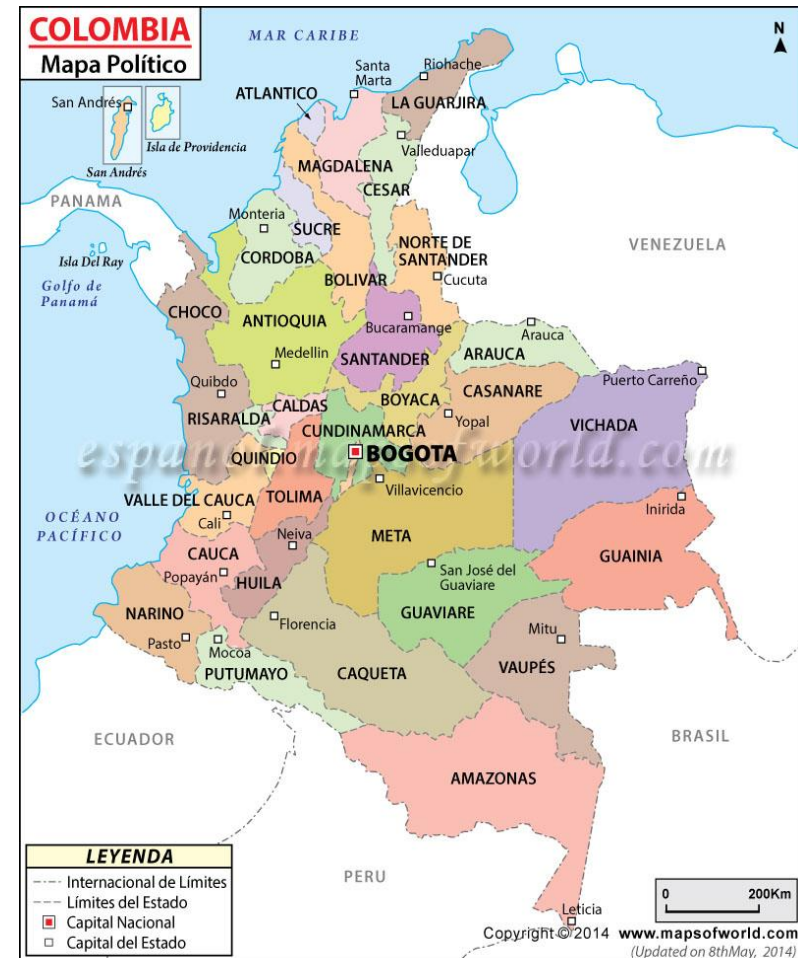 COLOMBIA
Mapa Político
MAR CARIBE
N
San Andrés
San Andrés
Isla de Providencia
Santa
Marta
Riohache
ATLANTICO
LA GUARJIRA
Valleduapar
MAGDALENA
CESAR
PANAMA
Monteria
SUCRE
NORTE DE
SANTANDER
VENEZUELA
Isla Del Ray
CORDOBA
Cucuta
Golfo de
Panamá
BOLIVAR
CHOCO
ANTIOQUIA
Bucaramange
Arauca
Medellin
SANTANDER
ARAUCA
Quibdo
Puerto Carreño
CASANARE
BOYACA
CALDAS
RISARALDA
Yopal
VICHADA
CUNDINAMARCA
espanol.mapsofworld.com
QUINDIO
BOGOTA
Villavicencio
VALLE DEL CAUCA
TOLIMA
Inirida
Cali
OCÉANO
PACÍFICO
Neiva
META
CAUCA
GUAINIA
San José del
Guaviare
Popayán
HUILA
NARINO
GUAVIARE
Florencia
Mitu
Pasto
Mocoa
VAUPÉS
PUTUMAYO
CAQUETA
ECUADOR
BRASIL
AMAZONAS
LEYENDA
Internacional de Límites
Límites del Estado
Capital Nacional
Capital del Estado
PERU
0 200Km
Leticia
Copyright © 2014 www.mapsofworld.com
(Updated on 8thMay, 2014)